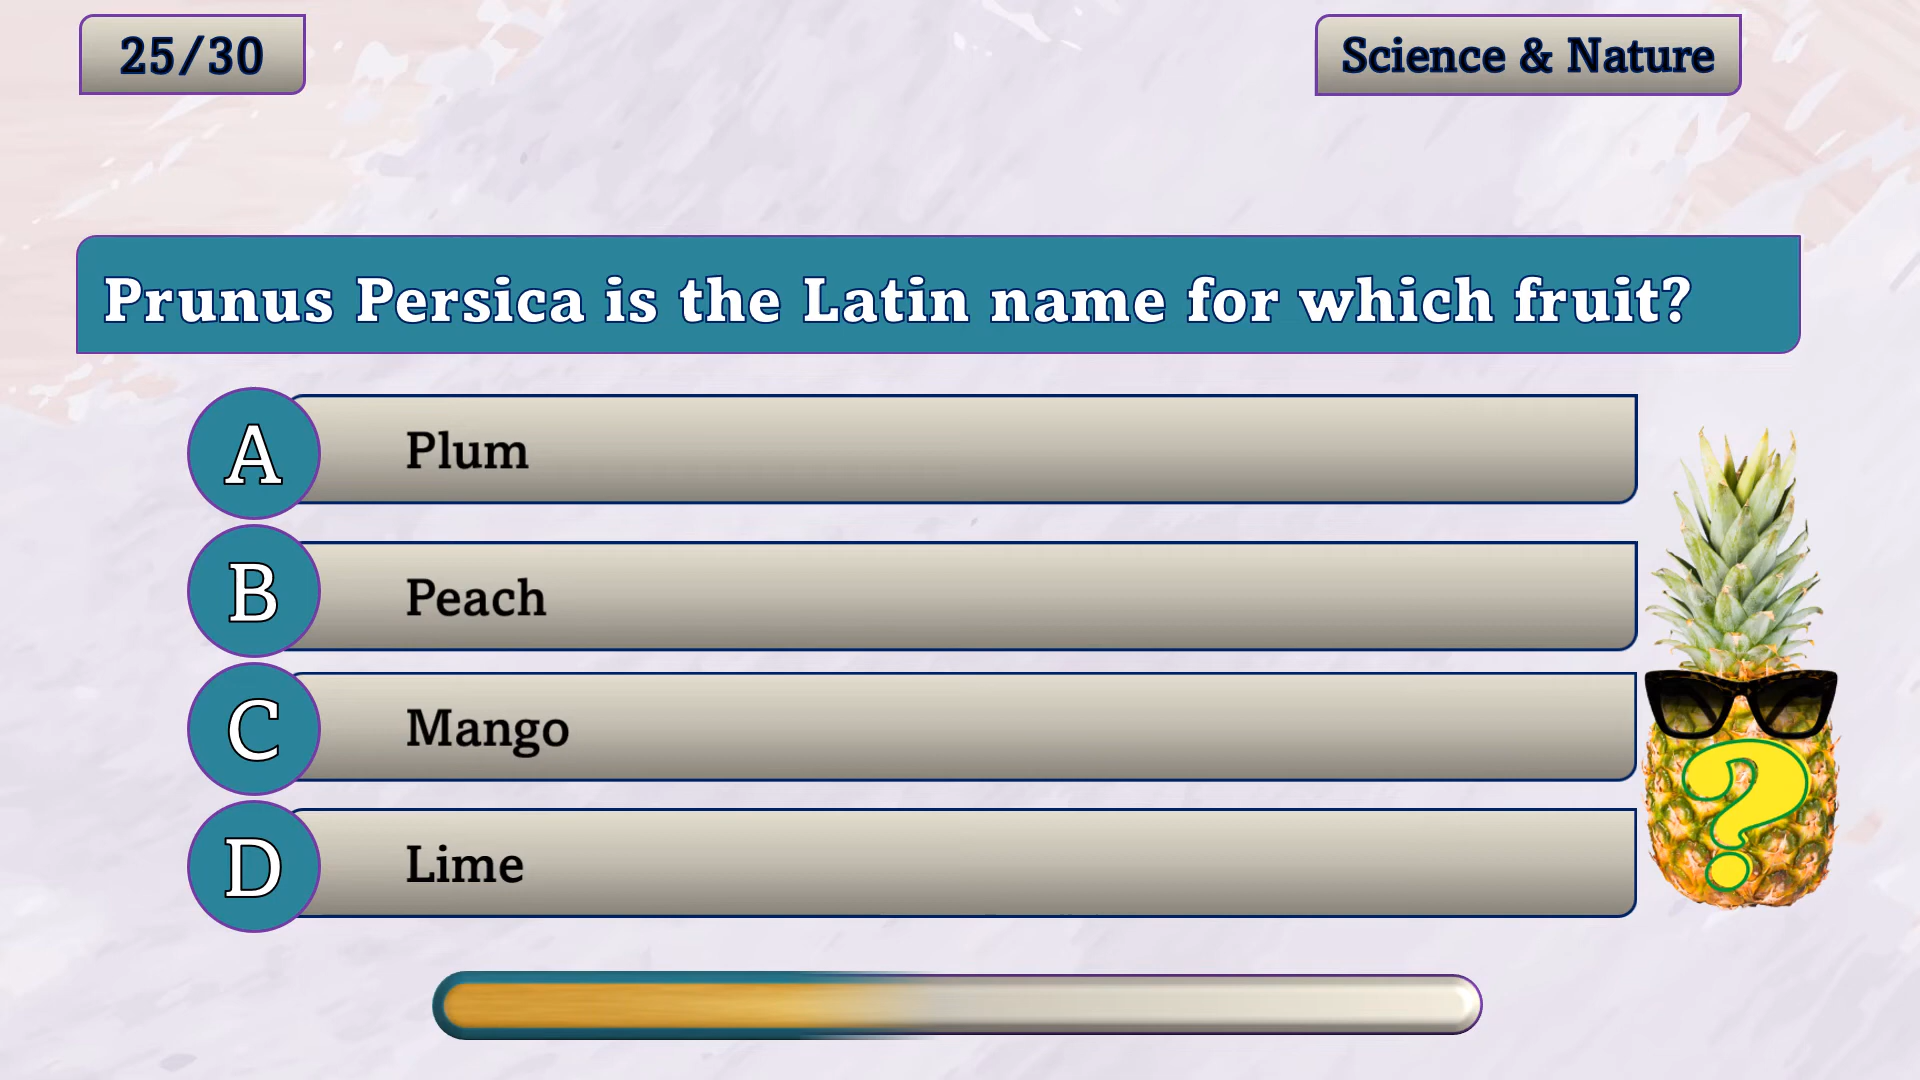 25/30
Science & Nature
Prunus Persica is the Latin name for which fruit?
A Plum
B Peach
C Mango
D Lime
?